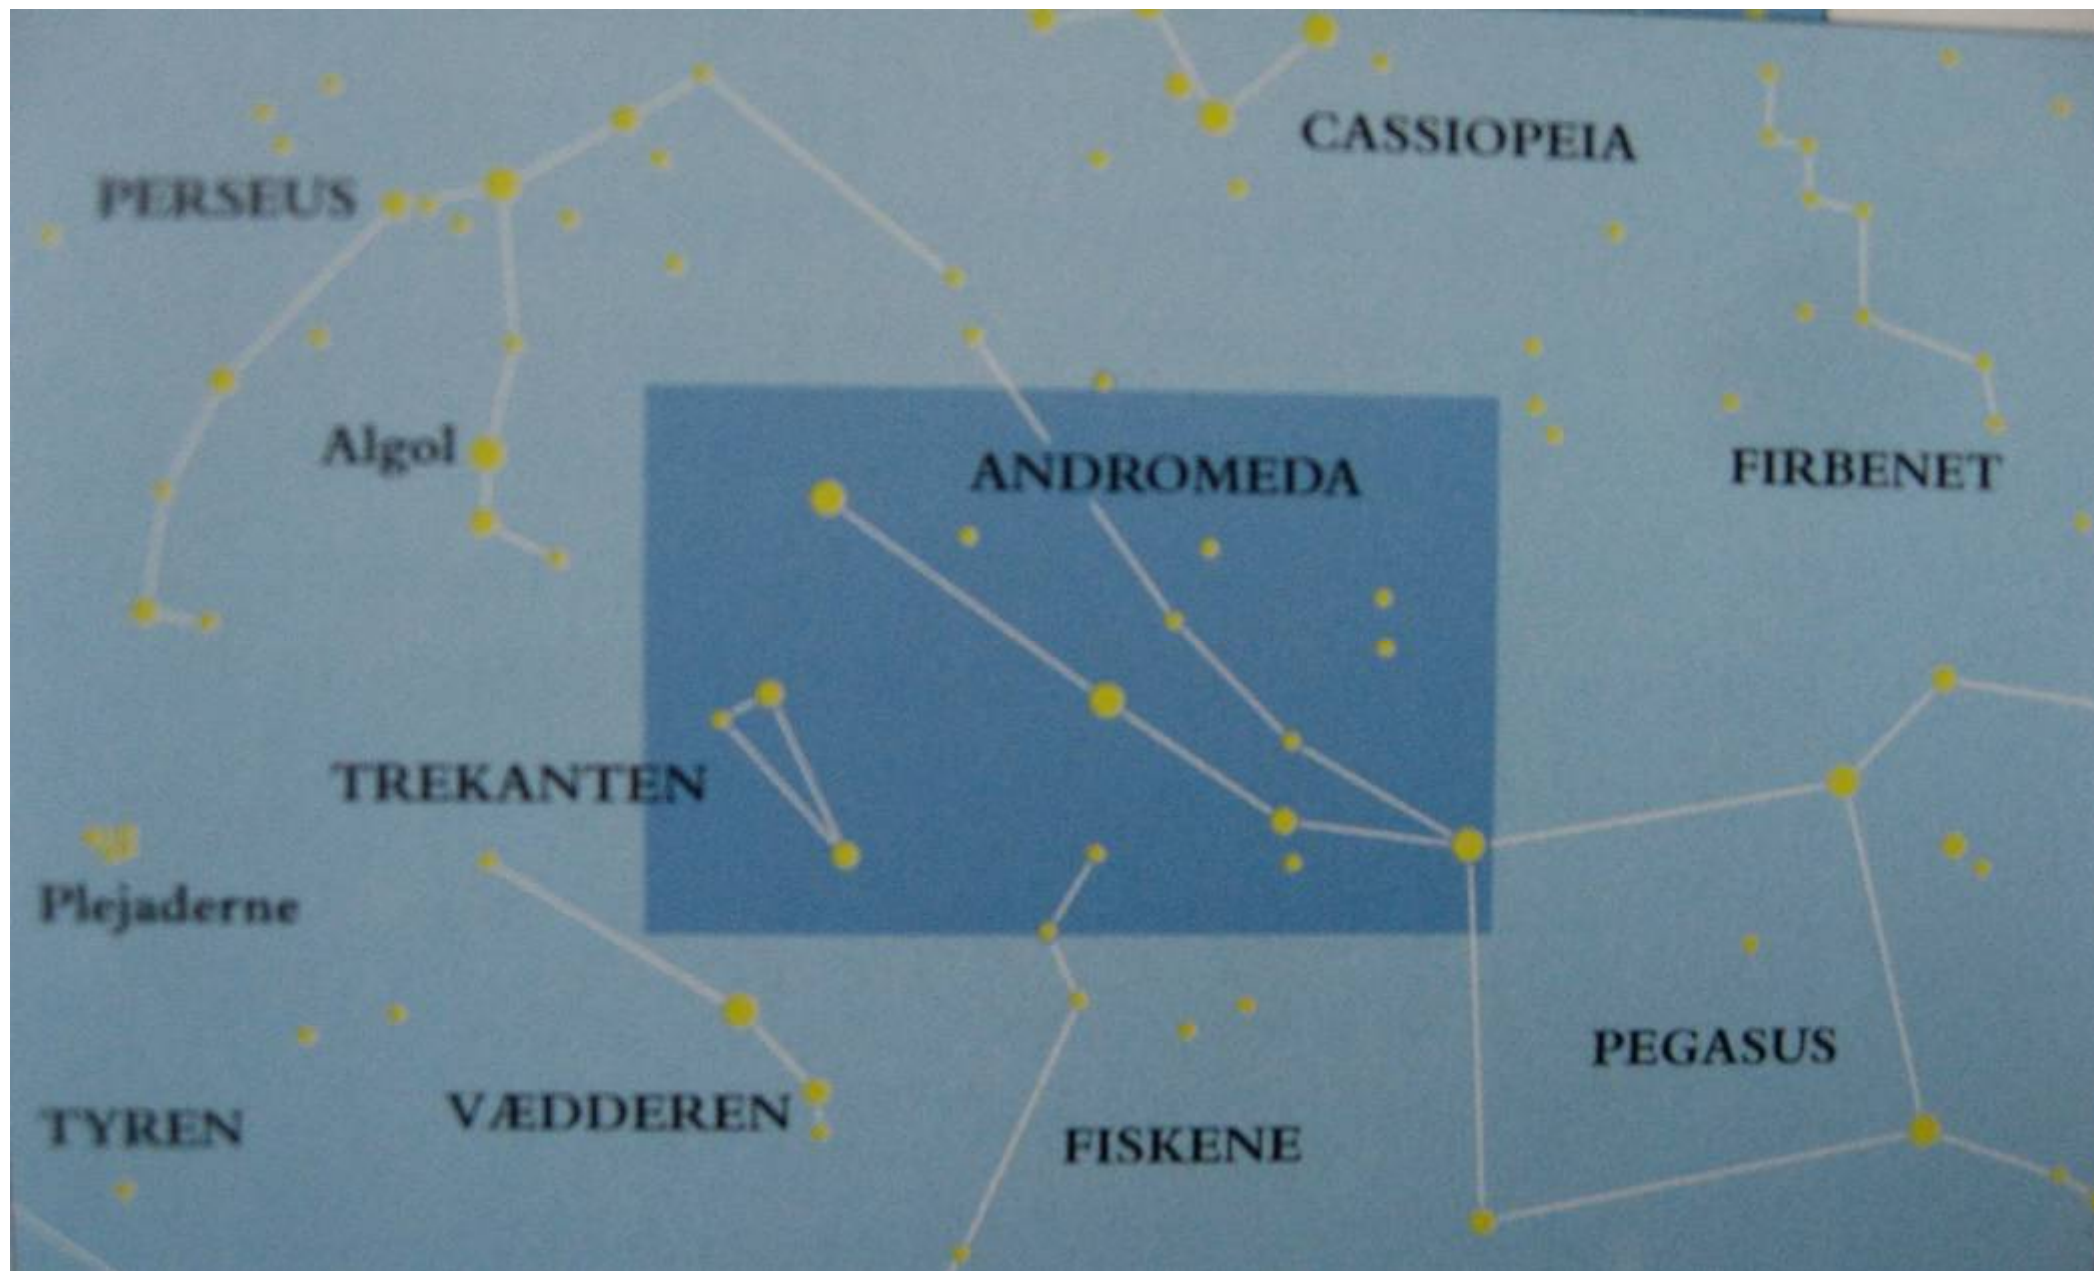 CASSIOPEIA
PERSEUS
Algol
ANDROMEDA
FIRBENET
TREKANTEN
Plejaderne
PEGASUS
TYREN
VÆDDEREN
FISKENE